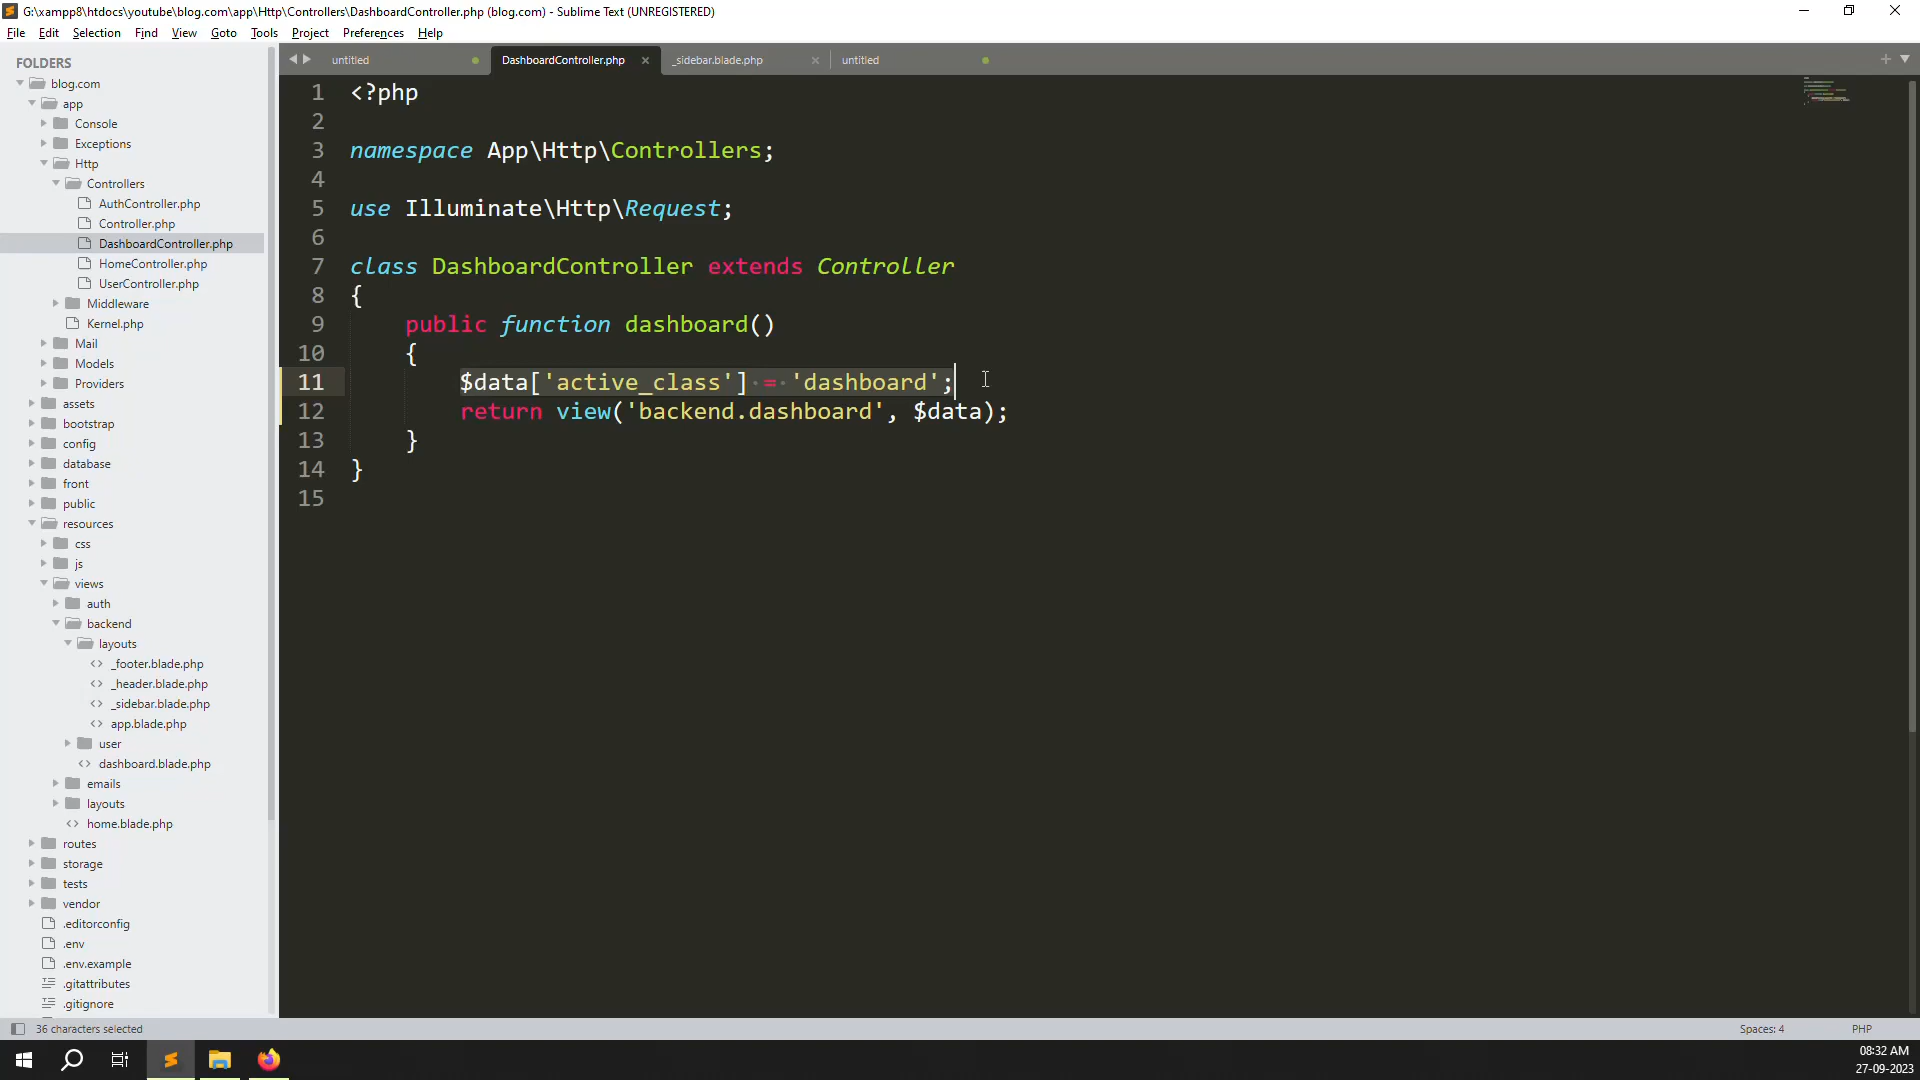 G:\xampp8\htdocs\youtube\blog.com\app\Http\Controllers\DashboardController.php (blog.com) - Sublime Text (UNREGISTERED)
File Edit Selection Find View Goto Tools Project Preferences Help
FOLDERS
blog.com
app
Console
Exceptions
Http
Controllers
AuthController.php
Controller.php
DashboardController.php
HomeController.php
UserController.php
Middleware
Kernel.php
Mail
Models
Providers
assets
bootstrap
config
database
front
public
resources
css
js
views
auth
backend
layouts
_footer.blade.php
_header.blade.php
_sidebar.blade.php
app.blade.php
user
dashboard.blade.php
emails
layouts
home.blade.php
routes
storage
tests
vendor
.editorconfig
.env
.env.example
.gitattributes
.gitignore
untitled DashboardController.php _sidebar.blade.php untitled
1 <?php
2
3 namespace App\Http\Controllers;
4
5 use Illuminate\Http\Request;
6
7 class DashboardController extends Controller
8 {
9 public function dashboard()
10 {
11 $data['active_class'] = 'dashboard';
12 return view('backend.dashboard', $data);
13 }
14 }
15
36 characters selected Spaces: 4 PHP
08:32 AM
27-09-2023